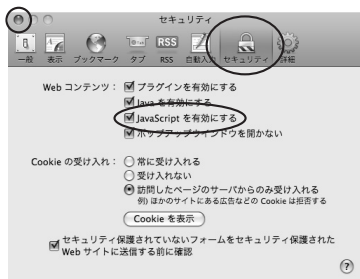 セキュリティ
一般 表示 ブックマーク タブ RSS 自動入力 セキュリティ 詳細
Web コンテンツ： プラグインを有効にする
Java を有効にする
JavaScript を有効にする
ポップアップウインドウを開かない
Cookie の受け入れ： 常に受け入れる
受け入れない
訪問したページのサーバからのみ受け入れる
例) ほかのサイトにある広告などの Cookie は拒否する
Cookie を表示
セキュリティ保護されていないフォームをセキュリティ保護された
Web サイトに送信する前に確認
?